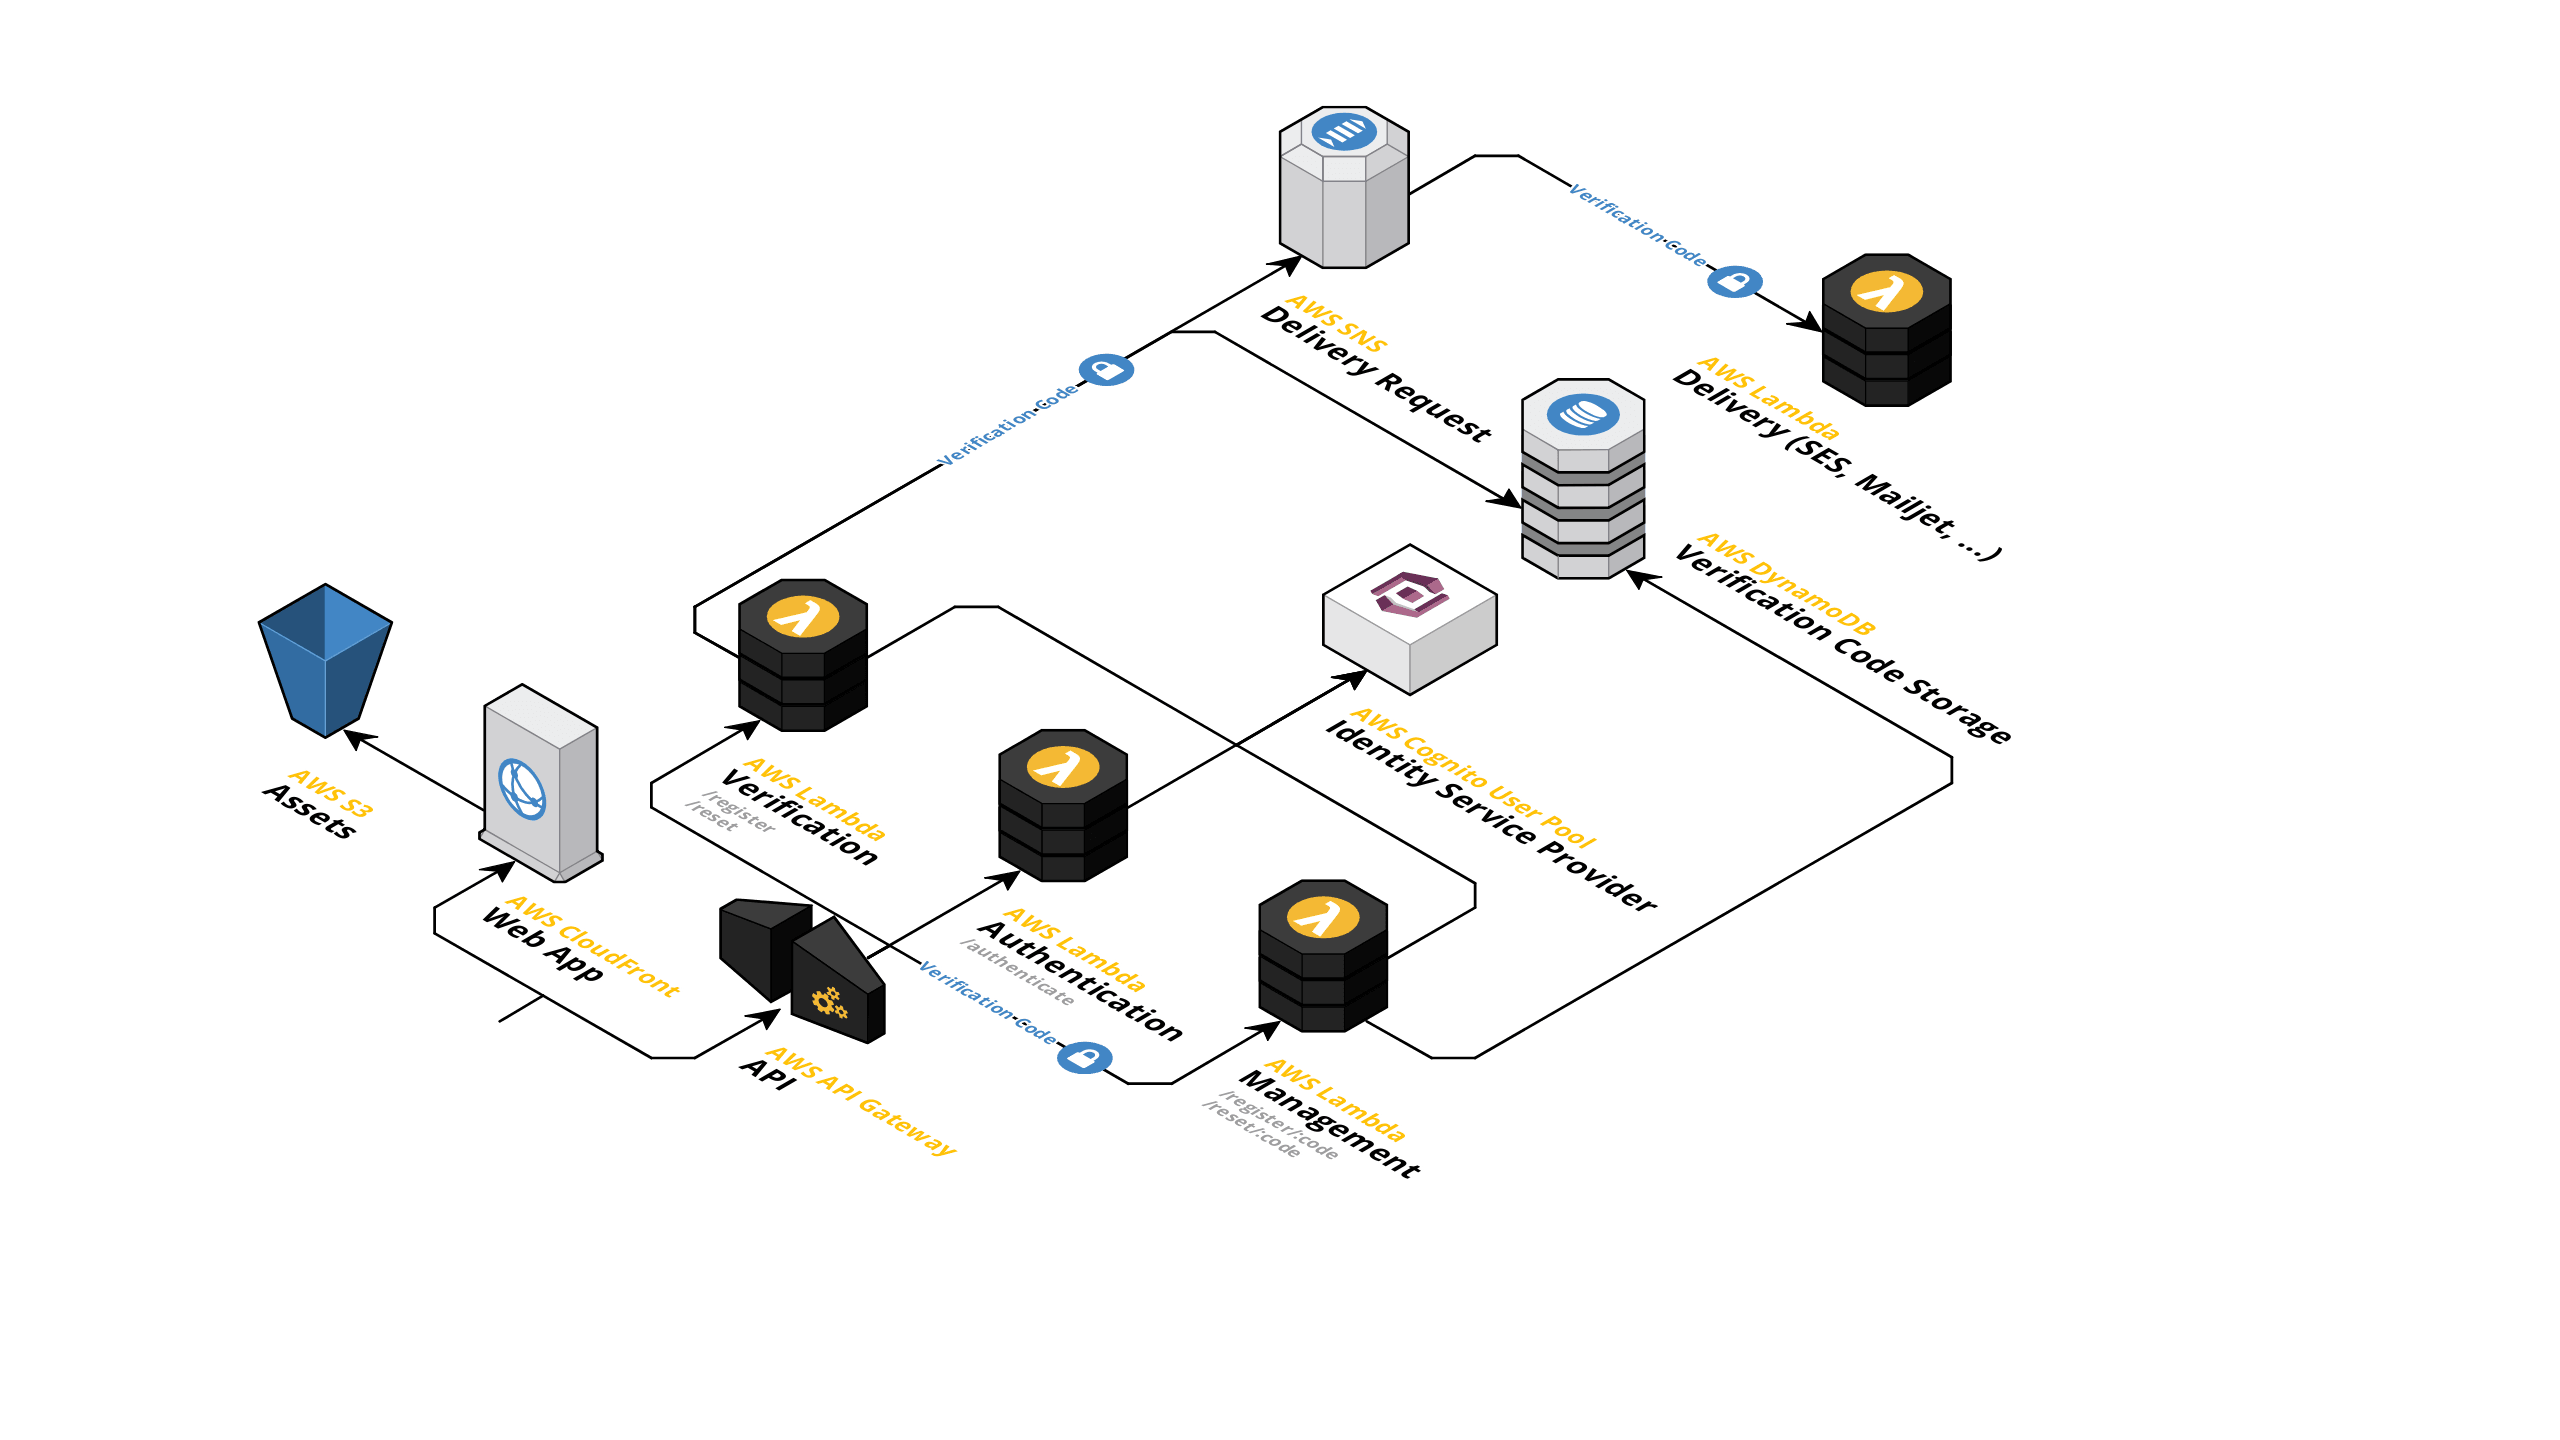 Verification Code
AWS SNS
Delivery Request
AWS Lambda
Delivery (SES, Mailjet, ...)
Verification Code
AWS DynamoDB
Verification Code Storage
AWS Cognito User Pool
Identity Service Provider
AWS S3
Assets
AWS Lambda
Verification
/register
/reset
AWS CloudFront
Web App
AWS Lambda
Authentication
/authenticate
Verification Code
AWS API Gateway
API
AWS Lambda
Management
/register/:code
/reset/:code